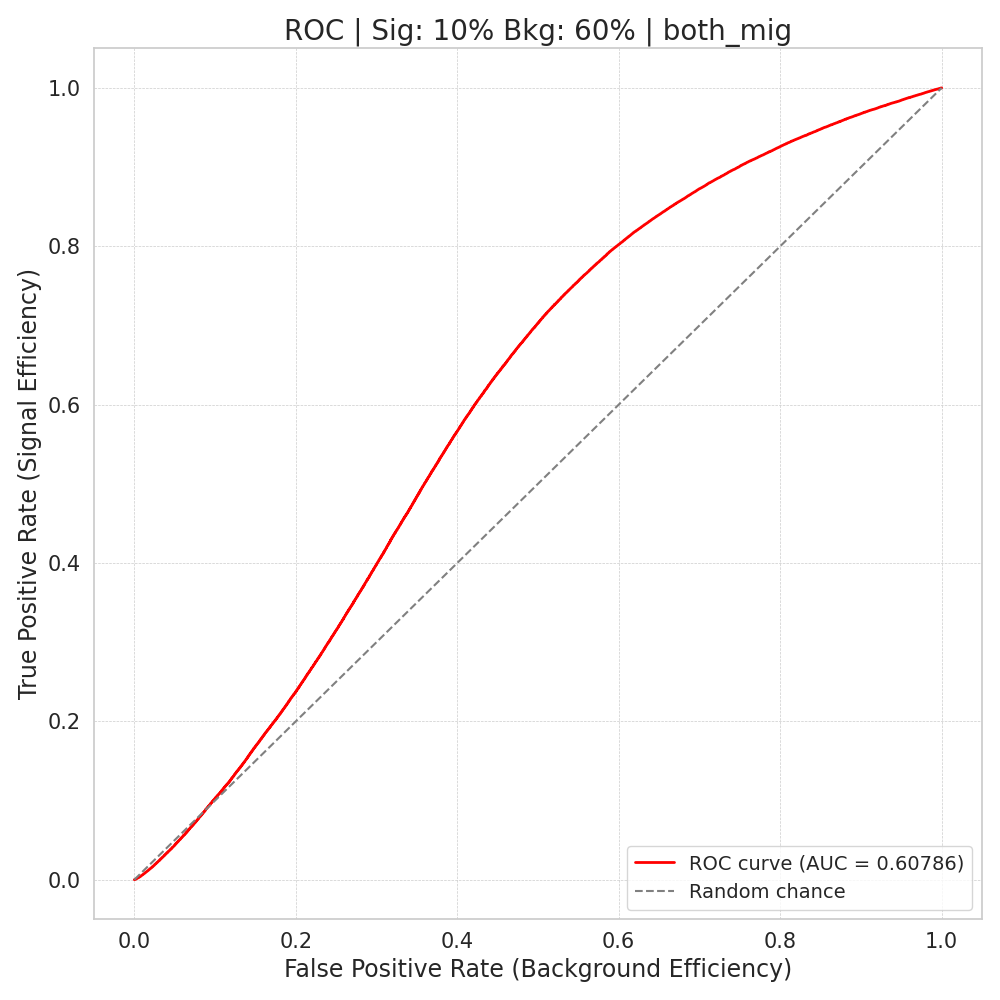 ROC | Sig: 10% Bkg: 60% | both_mig
True Positive Rate (Signal Efficiency)
1.0
0.8
0.6
0.4
0.2
0.0
ROC curve (AUC = 0.60786)
Random chance
0.0 0.2 0.4 0.6 0.8 1.0
False Positive Rate (Background Efficiency)